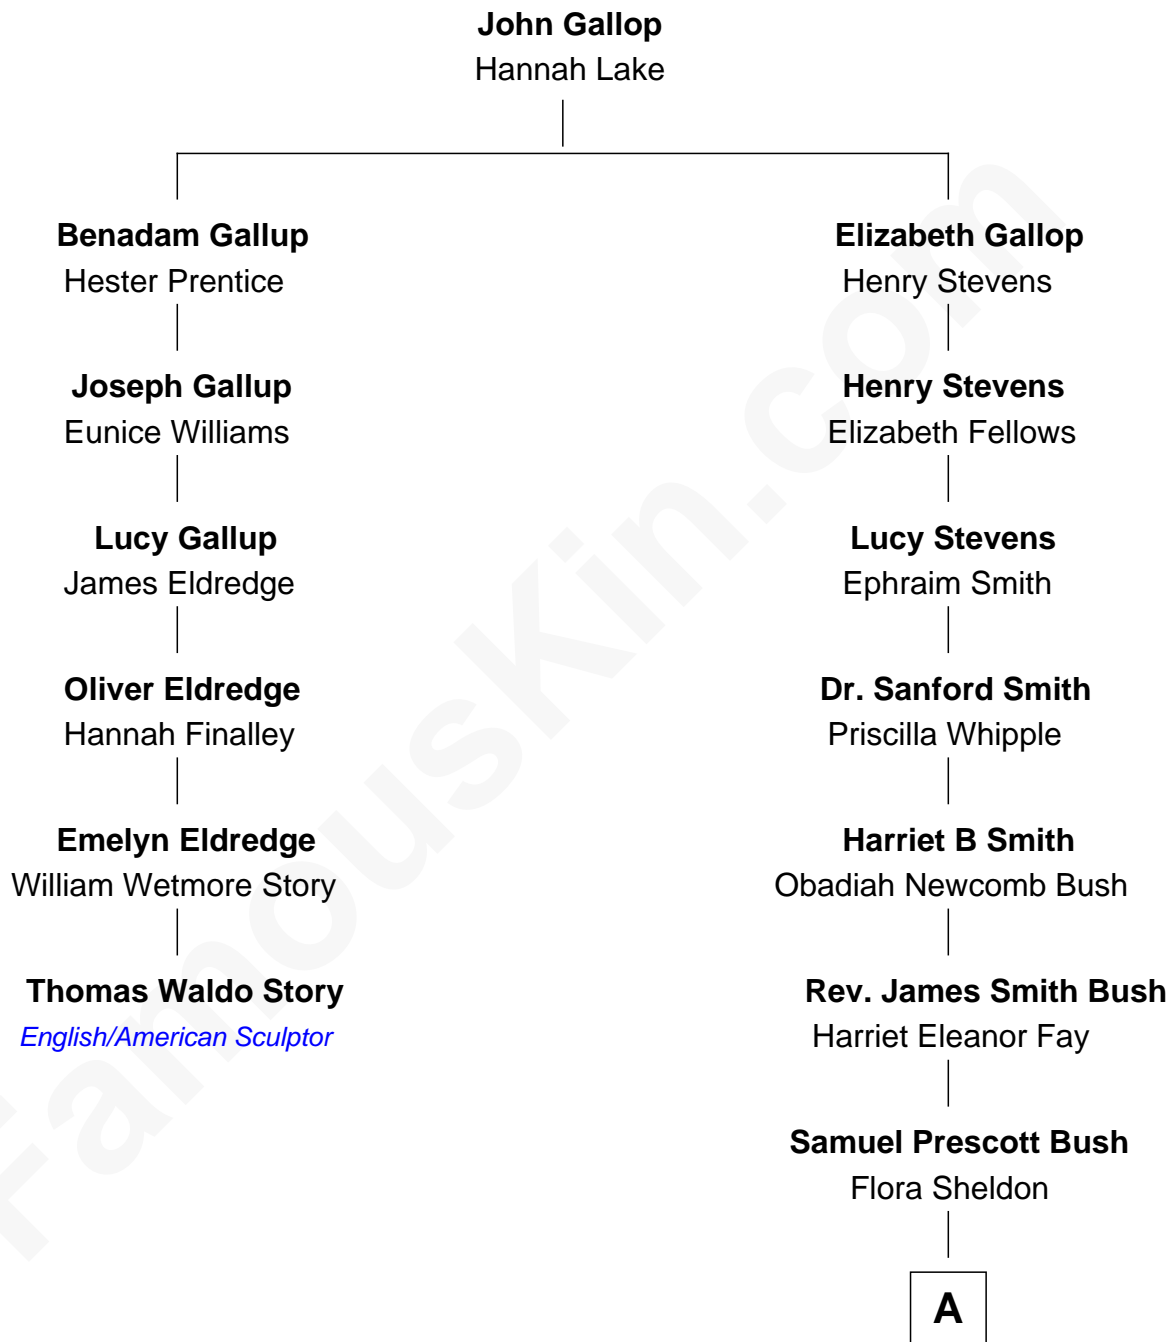 John Gallop
Hannah Lake
Benadam Gallup
Hester Prentice
Joseph Gallup
Eunice Williams
Lucy Gallup
James Eldredge
Oliver Eldredge
Hannah Finalley
Emelyn Eldredge
William Wetmore Story
Thomas Waldo Story
English/American Sculptor
Elizabeth Gallop
Henry Stevens
Henry Stevens
Elizabeth Fellows
Lucy Stevens
Ephraim Smith
Dr. Sanford Smith
Priscilla Whipple
Harriet B Smith
Obadiah Newcomb Bush
Rev. James Smith Bush
Harriet Eleanor Fay
Samuel Prescott Bush
Flora Sheldon
A
FamousKin.com